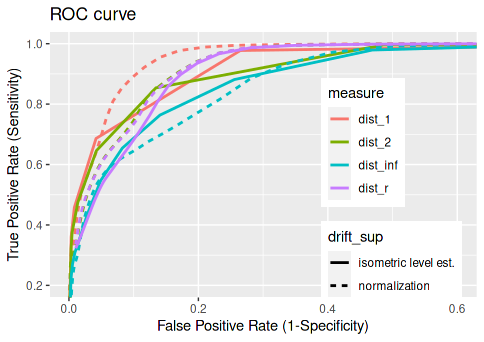 ROC curve
True Positive Rate (Sensitivity)
1.0
0.8
0.6
0.4
0.2
measure
dist_1
dist_2
dist_inf
dist_r
drift_sup
isometric level est.
normalization
0.0 0.2 0.4 0.6
False Positive Rate (1-Specificity)